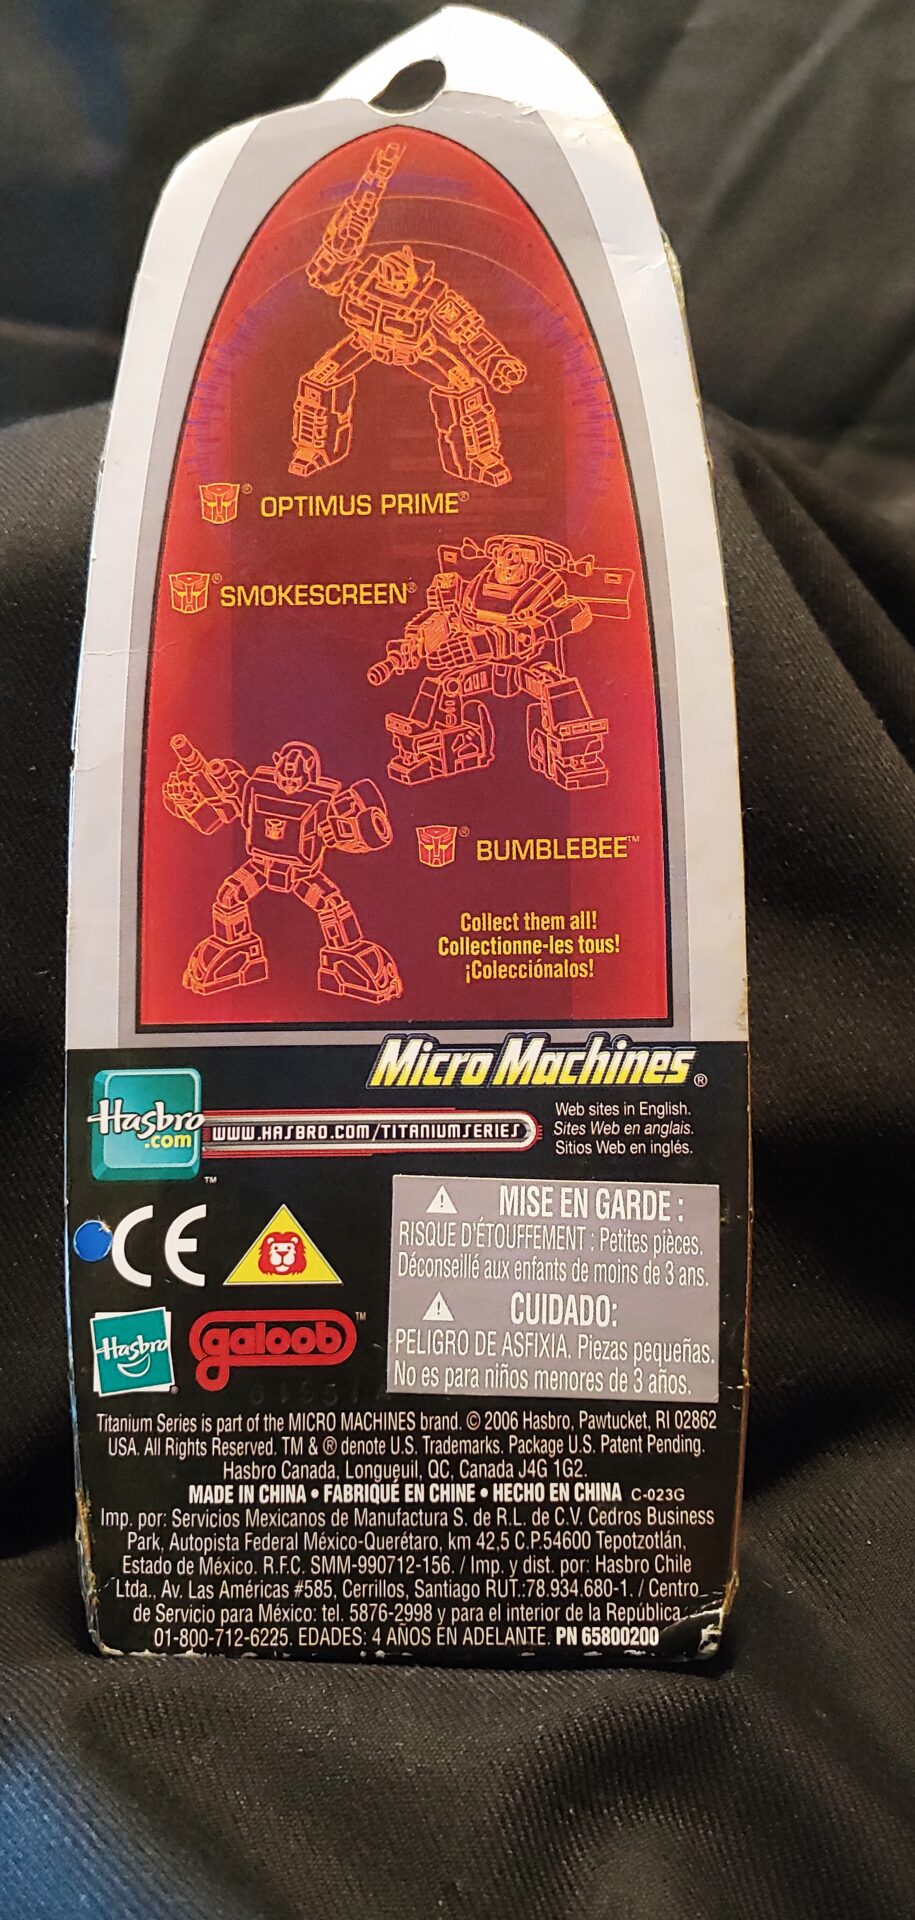 OPTIMUS PRIME®
SMOKESCREEN®
BUMBLEBEE™
Collect them all!
Collectionne-les tous!
¡Colecciónalos!
Micro Machines®
Hasbro
.com
™
WWW.HASBRO.COM/TITANIUMSERIES
Web sites in English.
Sites Web en anglais.
Sitios Web en inglés.
CE
MISE EN GARDE :
RISQUE D'ÉTOUFFEMENT : Petites pièces.
Déconseillé aux enfants de moins de 3 ans.
CUIDADO:
PELIGRO DE ASFIXIA. Piezas pequeñas.
No es para niños menores de 3 años.
Hasbro®
galoob™
Titanium Series is part of the MICRO MACHINES brand. © 2006 Hasbro, Pawtucket, RI 02862
USA. All Rights Reserved. TM & ® denote U.S. Trademarks. Package U.S. Patent Pending.
Hasbro Canada, Longueuil, QC, Canada J4G 1G2.
MADE IN CHINA • FABRIQUÉ EN CHINE • HECHO EN CHINA C-023G
Imp. por: Servicios Mexicanos de Manufactura S. de R.L. de C.V. Cedros Business
Park, Autopista Federal México-Querétaro, km 42,5 C.P.54600 Tepotzotlán,
Estado de México. R.F.C. SMM-990712-156. / Imp. y dist. por: Hasbro Chile
Ltda., Av. Las Américas #585, Cerrillos, Santiago RUT.:78.934.680-1. / Centro
de Servicio para México: tel. 5876-2998 y para el interior de la República
01-800-712-6225. EDADES: 4 AÑOS EN ADELANTE. PN 65800200